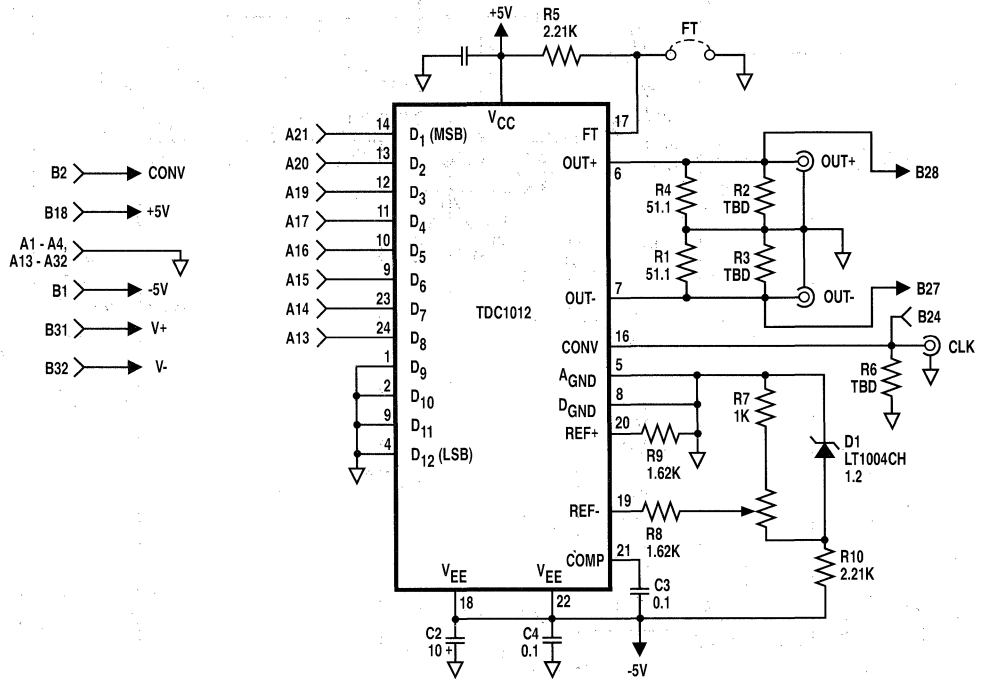 +5V
R5
2.21K
FT
VCC
A21
14
D1 (MSB)
FT
17
A20
13
D2
OUT+
6
OUT+
B28
B2
CONV
A19
12
D3
R4
51.1
R2
TBD
B18
+5V
A17
11
D4
A1 - A4,
A13 - A32
A16
10
D5
R1
51.1
R3
TBD
A15
9
D6
B1
-5V
A14
23
D7
TDC1012
OUT-
7
OUT-
B27
B24
B31
V+
A13
24
D8
CONV
16
CLK
B32
V-
1
D9
AGND
5
R6
TBD
2
D10
DGND
8
R7
1K
9
D11
REF+
20
R9
1.62K
4
D12 (LSB)
D1
LT1004CH
1.2
REF-
19
R8
1.62K
COMP
21
R10
2.21K
VEE
VEE
C3
0.1
18
22
C2
10 +
C4
0.1
-5V